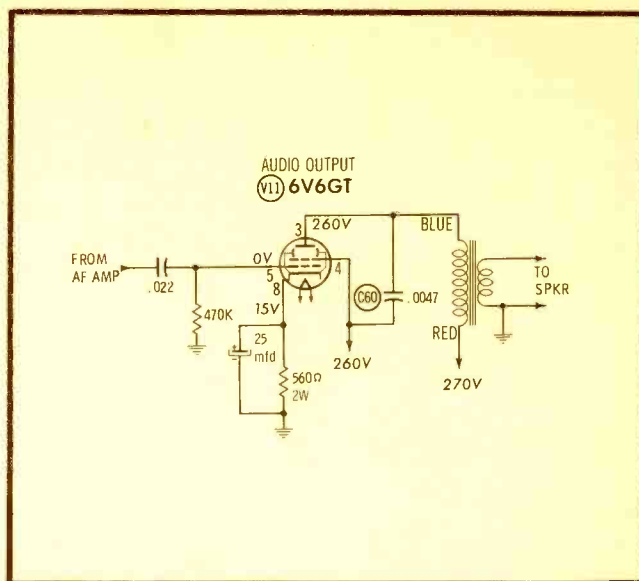 AUDIO OUTPUT
V11 6V6GT
3
260V
BLUE
FROM
AF AMP
.022
0V
5
8
4
15V
470K
25
mfd
560Ω
2W
C60
.0047
260V
RED
270V
TO
SPKR